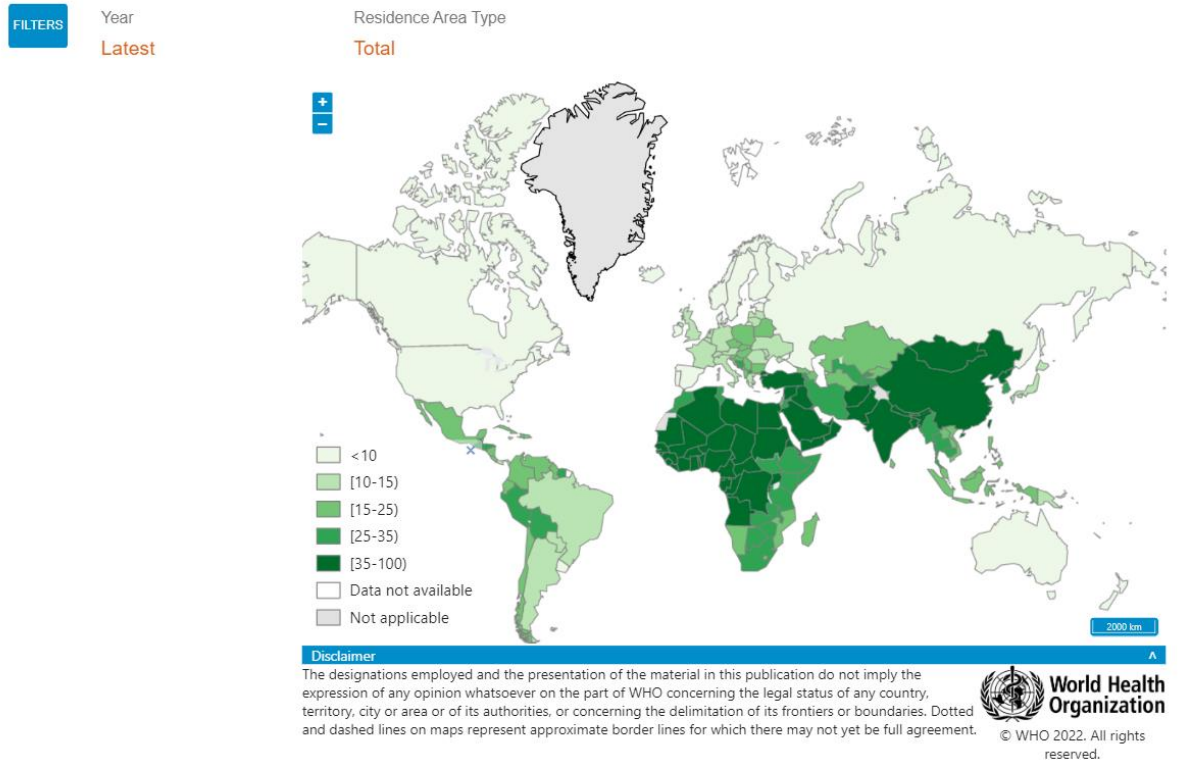 FILTERS
Year
Latest
Residence Area Type
Total
+
−
<10
[10-15)
[15-25)
[25-35)
[35-100)
Data not available
Not applicable
2000 km
Disclaimer
The designations employed and the presentation of the material in this publication do not imply the
expression of any opinion whatsoever on the part of WHO concerning the legal status of any country,
territory, city or area or of its authorities, or concerning the delimitation of its frontiers or boundaries. Dotted
and dashed lines on maps represent approximate border lines for which there may not yet be full agreement.
World Health
Organization
© WHO 2022. All rights
reserved.